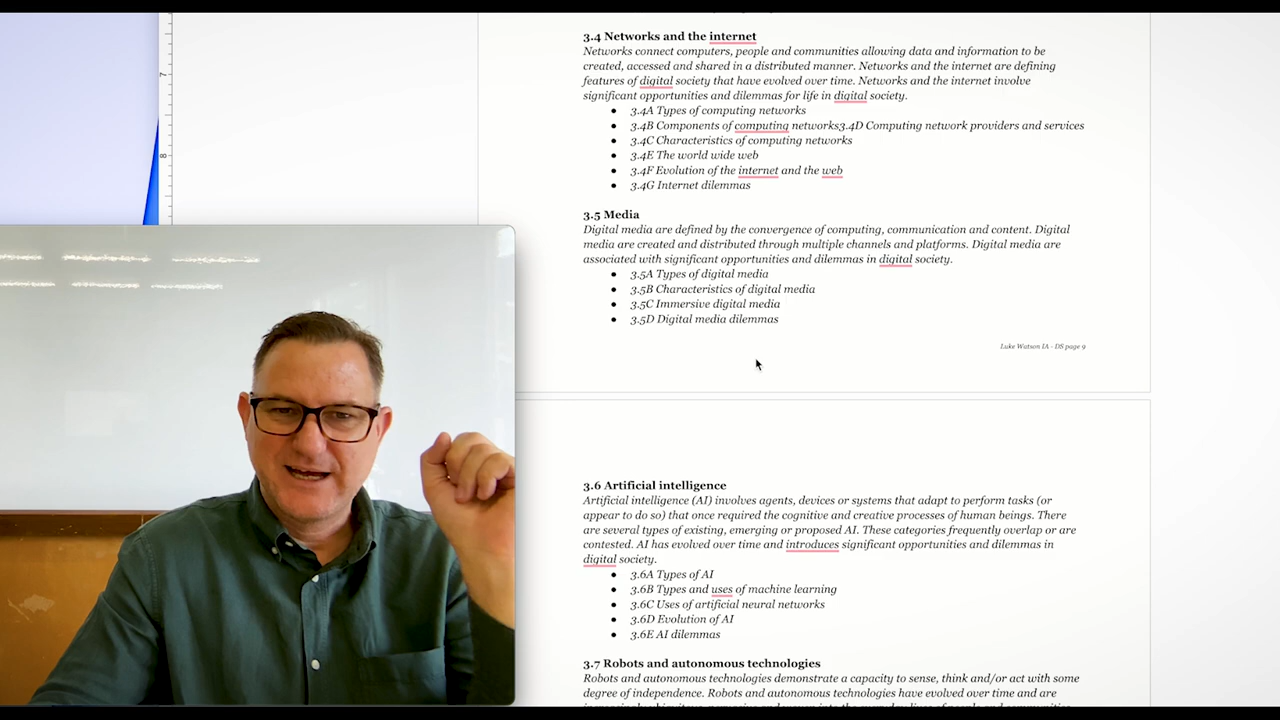 3.4 Networks and the internet
Networks connect computers, people and communities allowing data and information to be
created, accessed and shared in a distributed manner. Networks and the internet are defining
features of digital society that have evolved over time. Networks and the internet involve
significant opportunities and dilemmas for life in digital society.
● 3.4A Types of computing networks
● 3.4B Components of computing networks3.4D Computing network providers and services
● 3.4C Characteristics of computing networks
● 3.4E The world wide web
● 3.4F Evolution of the internet and the web
● 3.4G Internet dilemmas
3.5 Media
Digital media are defined by the convergence of computing, communication and content. Digital
media are created and distributed through multiple channels and platforms. Digital media are
associated with significant opportunities and dilemmas in digital society.
● 3.5A Types of digital media
● 3.5B Characteristics of digital media
● 3.5C Immersive digital media
● 3.5D Digital media dilemmas
Luke Watson IA - DS page 9
3.6 Artificial intelligence
Artificial intelligence (AI) involves agents, devices or systems that adapt to perform tasks (or
appear to do so) that once required the cognitive and creative processes of human beings. There
are several types of existing, emerging or proposed AI. These categories frequently overlap or are
contested. AI has evolved over time and introduces significant opportunities and dilemmas in
digital society.
● 3.6A Types of AI
● 3.6B Types and uses of machine learning
● 3.6C Uses of artificial neural networks
● 3.6D Evolution of AI
● 3.6E AI dilemmas
3.7 Robots and autonomous technologies
Robots and autonomous technologies demonstrate a capacity to sense, think and/or act with some
degree of independence. Robots and autonomous technologies have evolved over time and are
7
8